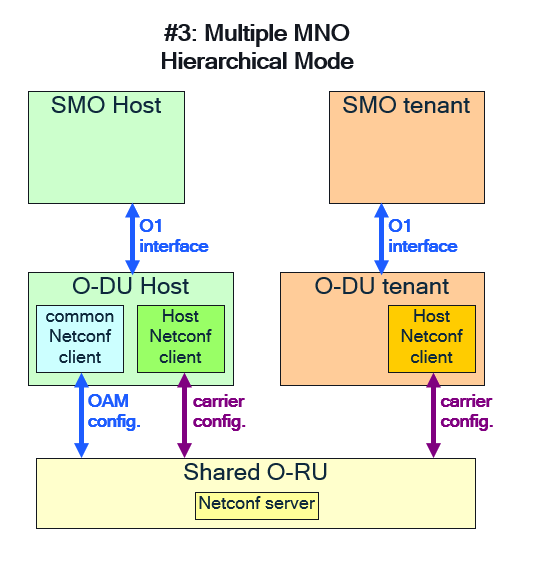 #3: Multiple MNO
Hierarchical Mode
SMO Host
SMO tenant
O1
interface
O1
interface
O-DU Host
common
Netconf
client
Host
Netconf
client
O-DU tenant
Host
Netconf
client
OAM
config.
carrier
config.
carrier
config.
Shared O-RU
Netconf server